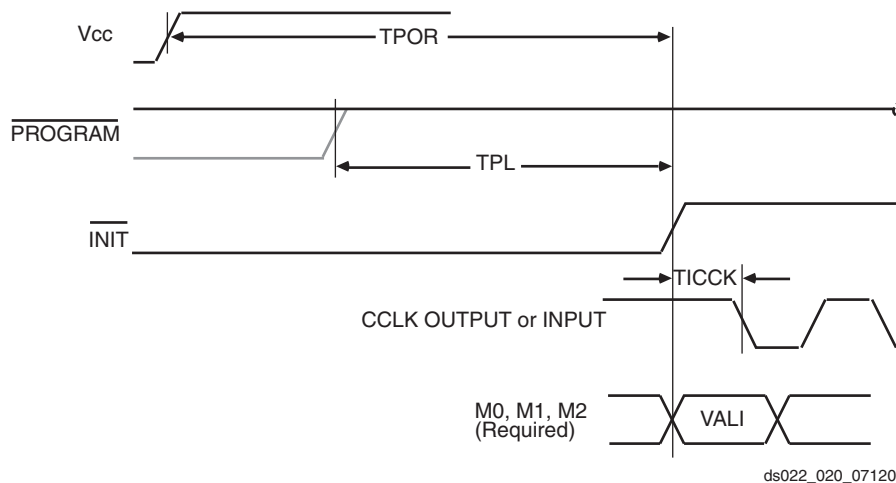 Vcc
TPOR
PROGRAM
TPL
INIT
TICCK
CCLK OUTPUT or INPUT
M0, M1, M2
(Required)
VALI
ds022_020_07120